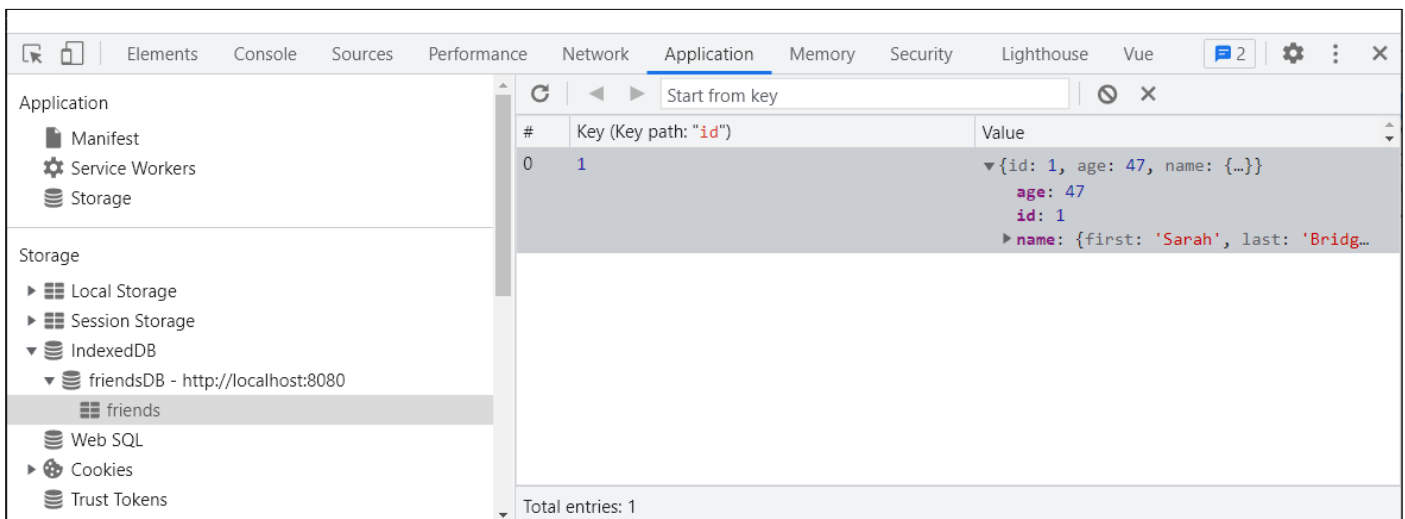 Elements Console Sources Performance Network Application Memory Security Lighthouse Vue 2
Application
Manifest
Service Workers
Storage
Storage
Local Storage
Session Storage
IndexedDB
friendsDB - http://localhost:8080
friends
Web SQL
Cookies
Trust Tokens
Start from key
# Key (Key path: "id") Value
0 1 {id: 1, age: 47, name: {…}}
age: 47
id: 1
name: {first: 'Sarah', last: 'Bridg…
Total entries: 1